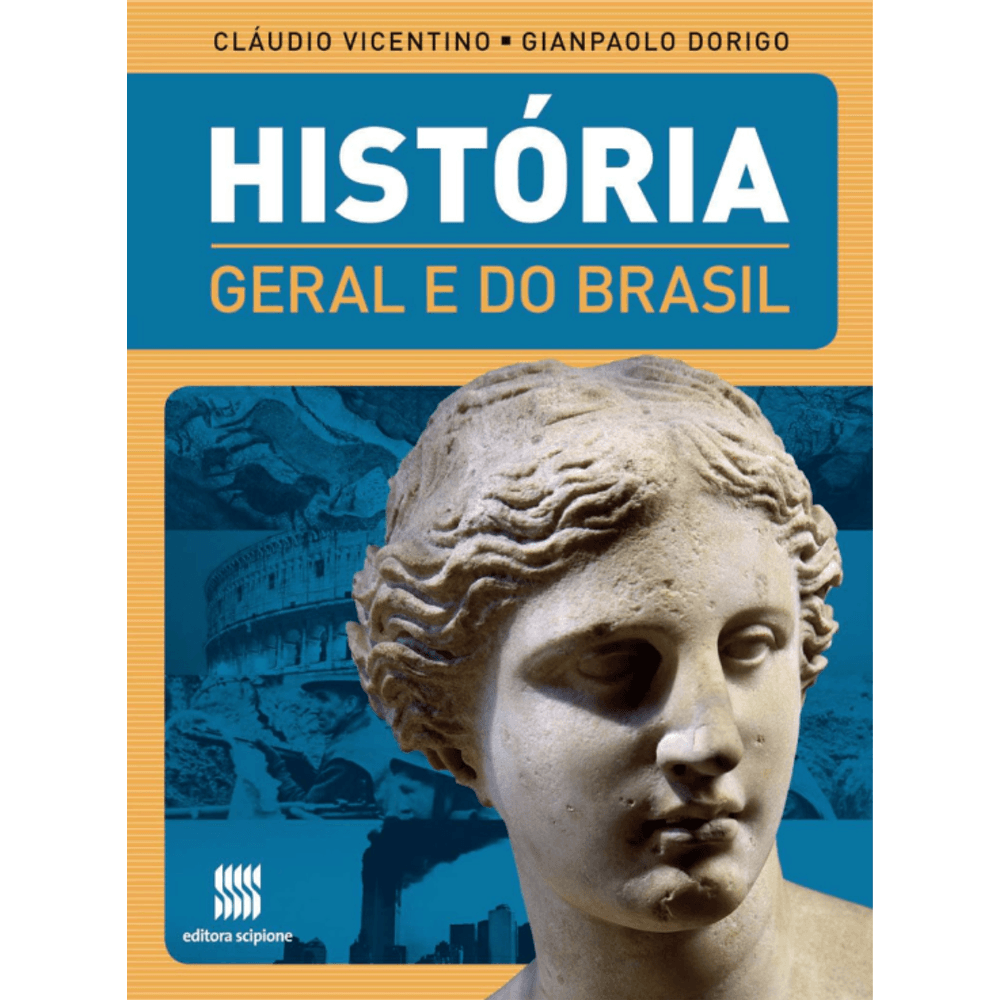 CLÁUDIO VICENTINO ▪ GIANPAOLO DORIGO
HISTÓRIA
GERAL E DO BRASIL
editora scipione